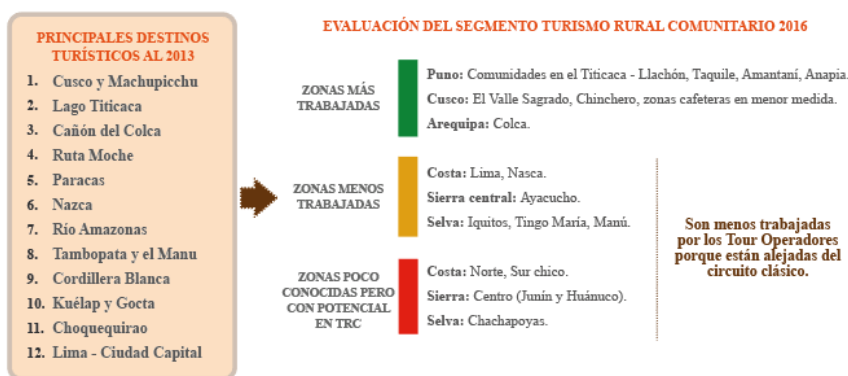 PRINCIPALES DESTINOS
TURÍSTICOS AL 2013
1. Cusco y Machupicchu
2. Lago Titicaca
3. Cañón del Colca
4. Ruta Moche
5. Paracas
6. Nazca
7. Río Amazonas
8. Tambopata y el Manu
9. Cordillera Blanca
10. Kuélap y Gocta
11. Choquequirao
12. Lima - Ciudad Capital
EVALUACIÓN DEL SEGMENTO TURISMO RURAL COMUNITARIO 2016
ZONAS MÁS
TRABAJADAS
Puno: Comunidades en el Titicaca - Llachón, Taquile, Amantaní, Anapia.
Cusco: El Valle Sagrado, Chinchero, zonas cafeteras en menor medida.
Arequipa: Colca.
ZONAS MENOS
TRABAJADAS
Costa: Lima, Nasca.
Sierra central: Ayacucho.
Selva: Iquitos, Tingo María, Manú.
ZONAS POCO
CONOCIDAS PERO
CON POTENCIAL
EN TRC
Costa: Norte, Sur chico.
Sierra: Centro (Junín y Huánuco).
Selva: Chachapoyas.
Son menos trabajadas
por los Tour Operadores
porque están alejadas del
circuito clásico.